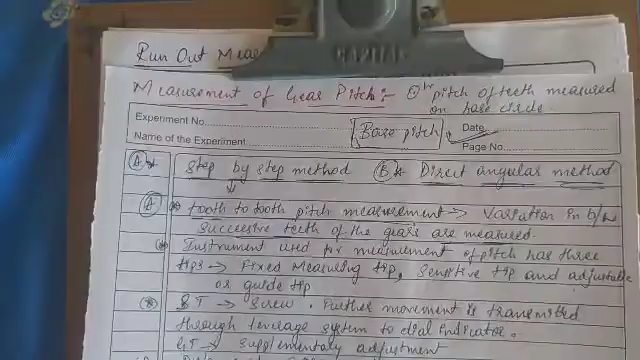 Run Out Meas
CAPITAL
Measurement of Gear Pitch:- pitch of teeth measured
on base circle
Experiment No.
Base pitch
Date
Name of the Experiment
Page No.
(A) Step by step method (B) Direct angular method
(A) tooth to tooth pitch measurement → Variation in b/w
successive teeth of the gears are measured.
Instrument used for measurement of pitch has three
tips → Fixed Measuring tip, Sensitive tip and adjustable
or guide tip
ST → Screw. Further movement is transmitted
through leverage system to dial indicator.
GT → Supplementary adjustment